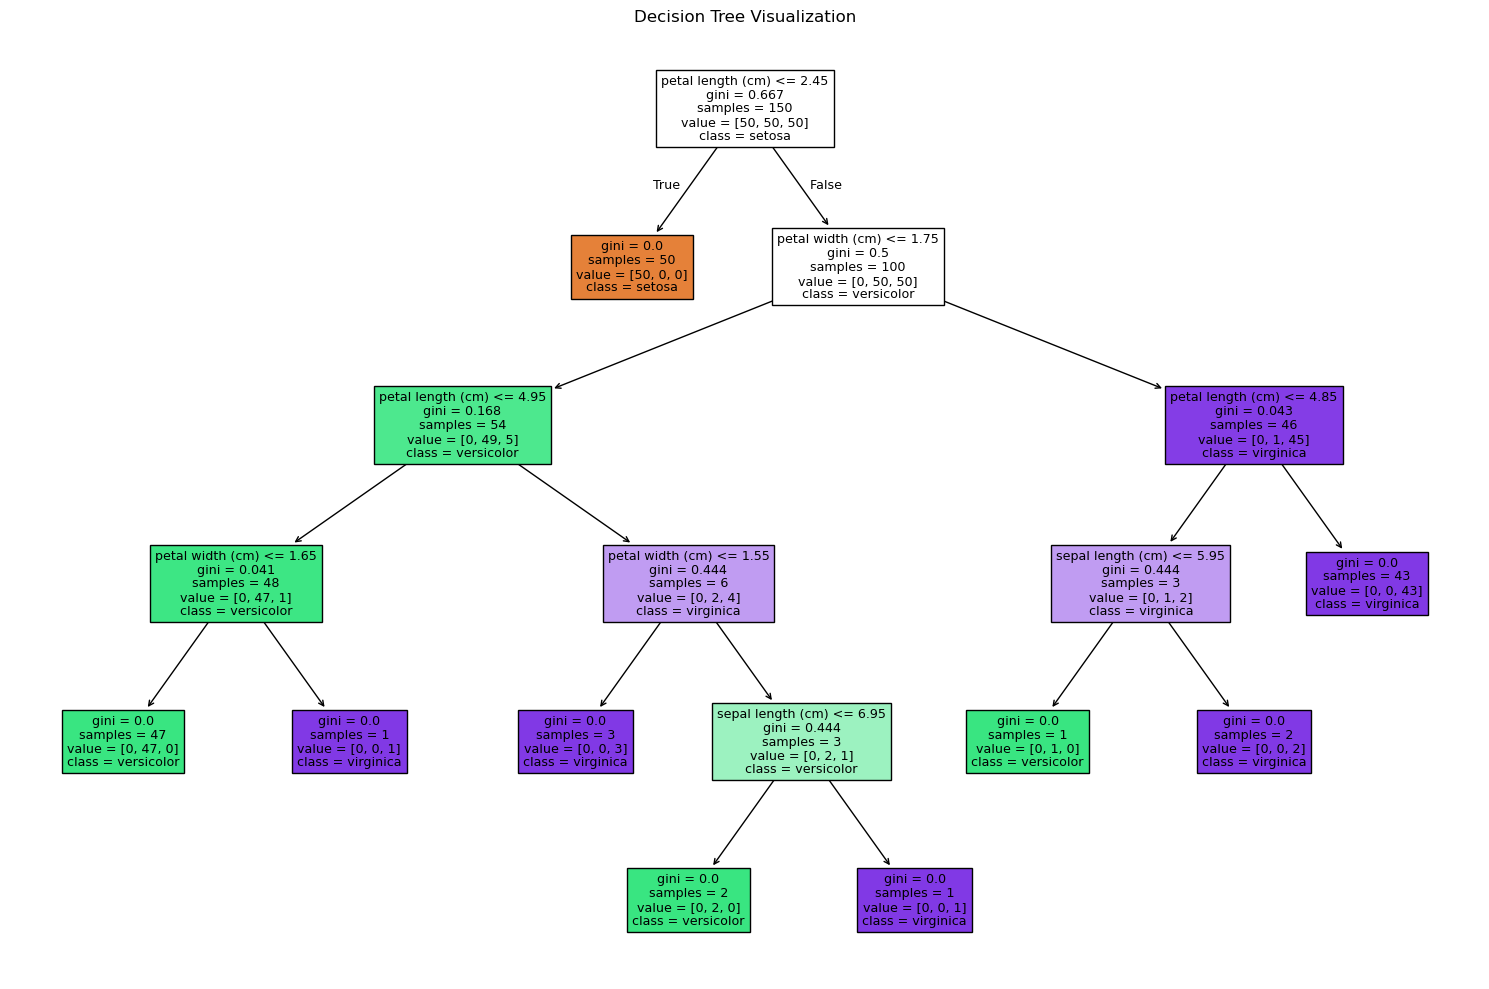 Decision Tree Visualization
petal length (cm) <= 2.45
gini = 0.667
samples = 150
value = [50, 50, 50]
class = setosa
True
False
gini = 0.0
samples = 50
value = [50, 0, 0]
class = setosa
petal width (cm) <= 1.75
gini = 0.5
samples = 100
value = [0, 50, 50]
class = versicolor
petal length (cm) <= 4.95
gini = 0.168
samples = 54
value = [0, 49, 5]
class = versicolor
petal length (cm) <= 4.85
gini = 0.043
samples = 46
value = [0, 1, 45]
class = virginica
petal width (cm) <= 1.65
gini = 0.041
samples = 48
value = [0, 47, 1]
class = versicolor
petal width (cm) <= 1.55
gini = 0.444
samples = 6
value = [0, 2, 4]
class = virginica
sepal length (cm) <= 5.95
gini = 0.444
samples = 3
value = [0, 1, 2]
class = virginica
gini = 0.0
samples = 43
value = [0, 0, 43]
class = virginica
gini = 0.0
samples = 47
value = [0, 47, 0]
class = versicolor
gini = 0.0
samples = 1
value = [0, 0, 1]
class = virginica
gini = 0.0
samples = 3
value = [0, 0, 3]
class = virginica
sepal length (cm) <= 6.95
gini = 0.444
samples = 3
value = [0, 2, 1]
class = versicolor
gini = 0.0
samples = 1
value = [0, 1, 0]
class = versicolor
gini = 0.0
samples = 2
value = [0, 0, 2]
class = virginica
gini = 0.0
samples = 2
value = [0, 2, 0]
class = versicolor
gini = 0.0
samples = 1
value = [0, 0, 1]
class = virginica